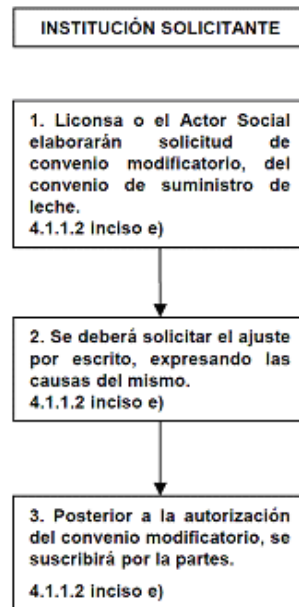 INSTITUCIÓN SOLICITANTE
1. Liconsa o el Actor Social
elaborarán solicitud de
convenio modificatorio, del
convenio de suministro de
leche.
4.1.1.2 inciso e)
2. Se deberá solicitar el ajuste
por escrito, expresando las
causas del mismo.
4.1.1.2 inciso e)
3. Posterior a la autorización
del convenio modificatorio, se
suscribirá por la partes.
4.1.1.2 inciso e)